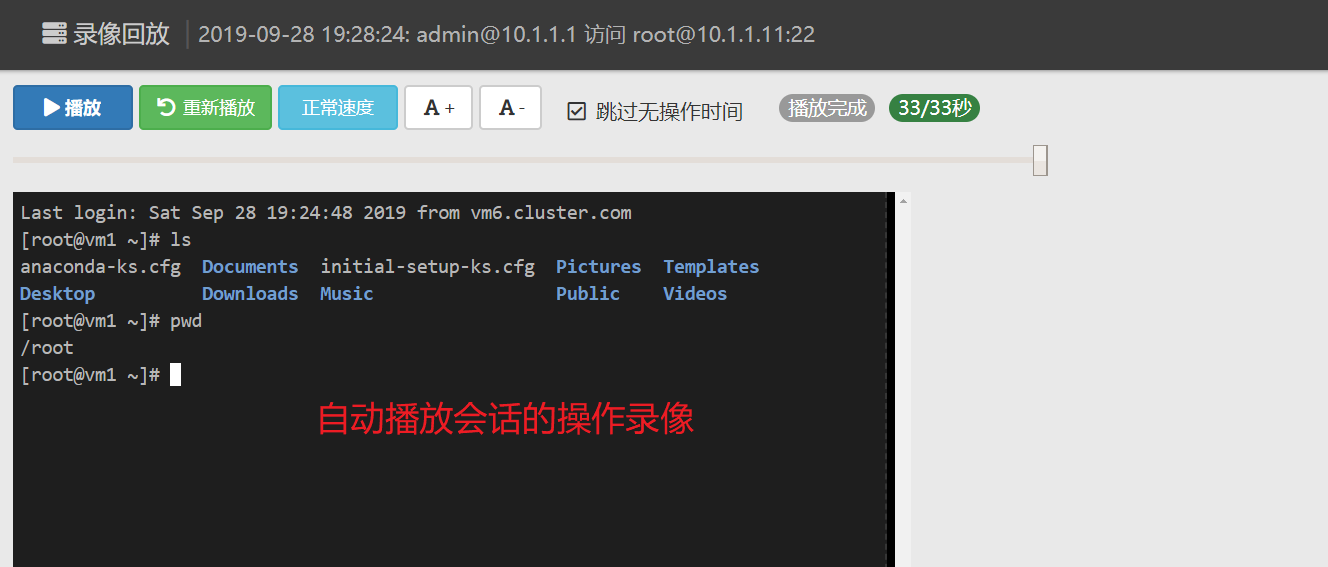 录像回放 2019-09-28 19:28:24: admin@10.1.1.1 访问 root@10.1.1.11:22
播放 重新播放 正常速度 A + A - 跳过无操作时间 播放完成 33/33秒
Last login: Sat Sep 28 19:24:48 2019 from vm6.cluster.com
[root@vm1 ~]# ls
anaconda-ks.cfg Documents initial-setup-ks.cfg Pictures Templates
Desktop Downloads Music Public Videos
[root@vm1 ~]# pwd
/root
[root@vm1 ~]#
自动播放会话的操作录像